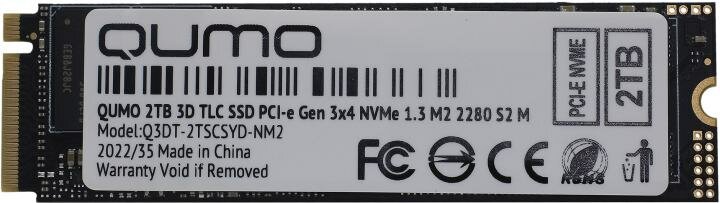 QUMO
QUMO 2TB 3D TLC SSD PCI-e Gen 3x4 NVMe 1.3 M2 2280 S2 M
Model:Q3DT-2TSCSYD-NM2
2022/35 Made in China
Warranty Void if Removed
FC CE
RoHS
PCI-E NVME
2TB